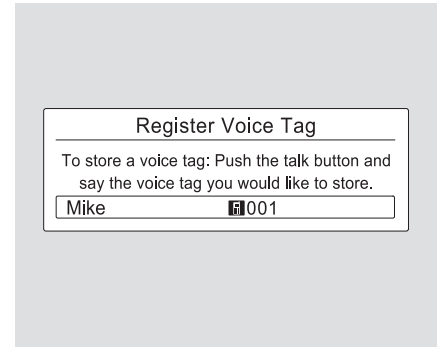 Register Voice Tag
To store a voice tag: Push the talk button and
say the voice tag you would like to store.
Mike 001